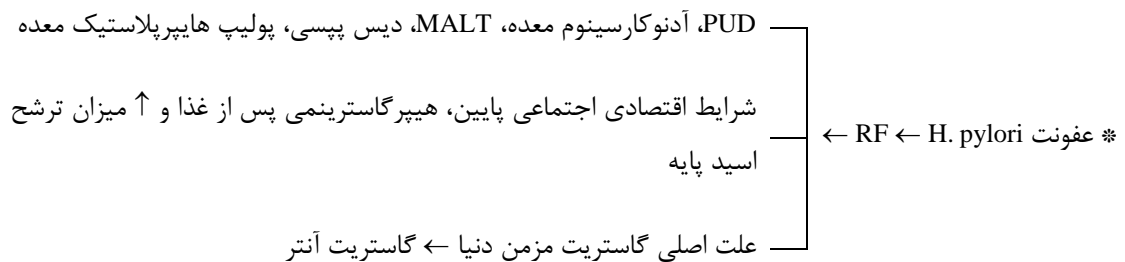 * عفونت H. pylori ← RF ←
PUD، آدنوکارسینوم معده، MALT، دیس پپسی، پولیپ هایپرپلاستیک معده
شرایط اقتصادی اجتماعی پایین، هیپرگاسترینمی پس از غذا و ↑ میزان ترشح
اسید پایه
علت اصلی گاستریت مزمن دنیا ← گاستریت آنتر